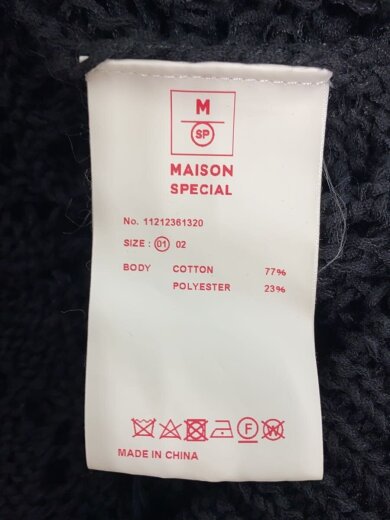 M
SP
MAISON
SPECIAL
No. 11212361320
SIZE : 01 02
BODY COTTON 77%
POLYESTER 23%
F W
MADE IN CHINA